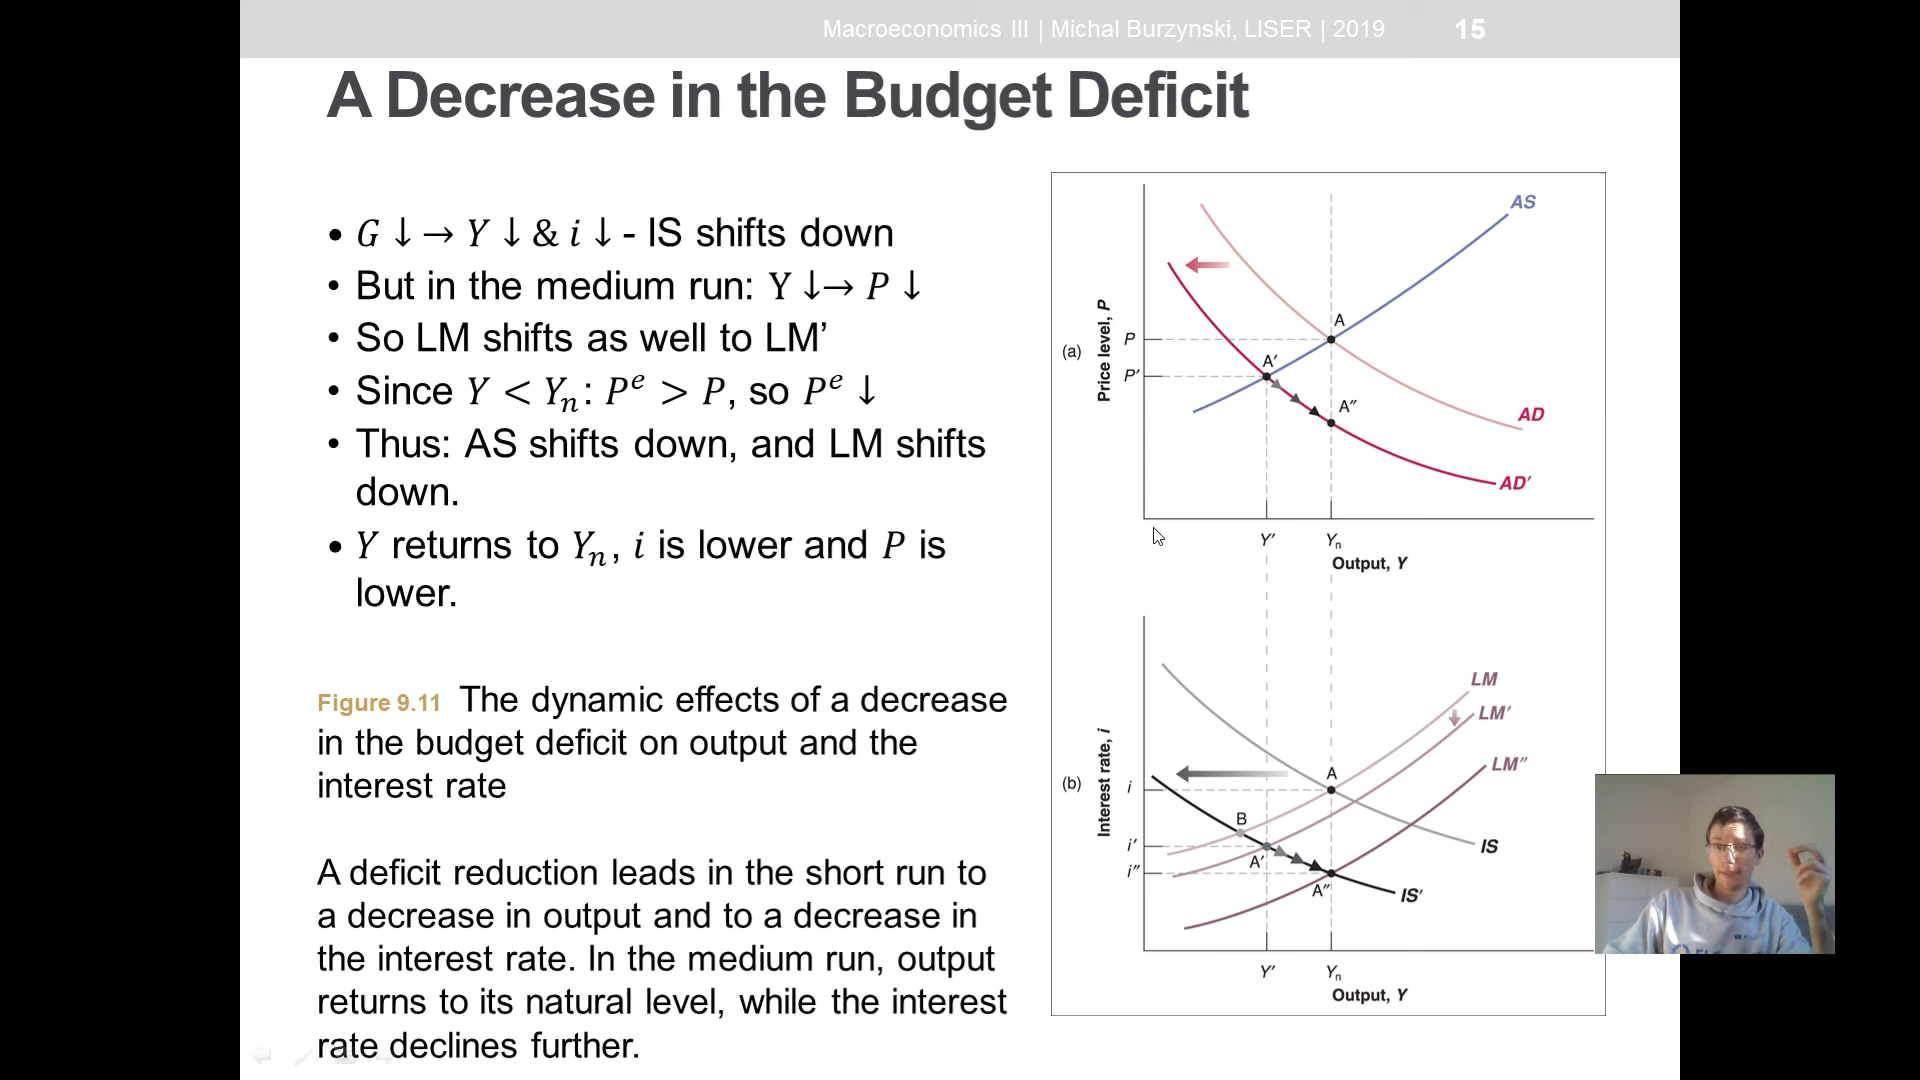 Macroeconomics III | Michal Burzynski, LISER | 2019
15
A Decrease in the Budget Deficit
• G ↓ → Y ↓ & i ↓ - IS shifts down
• But in the medium run: Y ↓→ P ↓
• So LM shifts as well to LM’
• Since Y < Yₙ: Pᵉ > P, so Pᵉ ↓
• Thus: AS shifts down, and LM shifts
down.
• Y returns to Yₙ, i is lower and P is
lower.
Figure 9.11 The dynamic effects of a decrease
in the budget deficit on output and the
interest rate
A deficit reduction leads in the short run to
a decrease in output and to a decrease in
the interest rate. In the medium run, output
returns to its natural level, while the interest
rate declines further.
(a)
Price level, P
AS
A
P
A′
P′
A″
AD
AD′
Y′
Yₙ
Output, Y
(b)
Interest rate, i
LM
LM′
LM″
A
i
B
i′
A′
i″
A″
IS
IS′
Y′
Yₙ
Output, Y